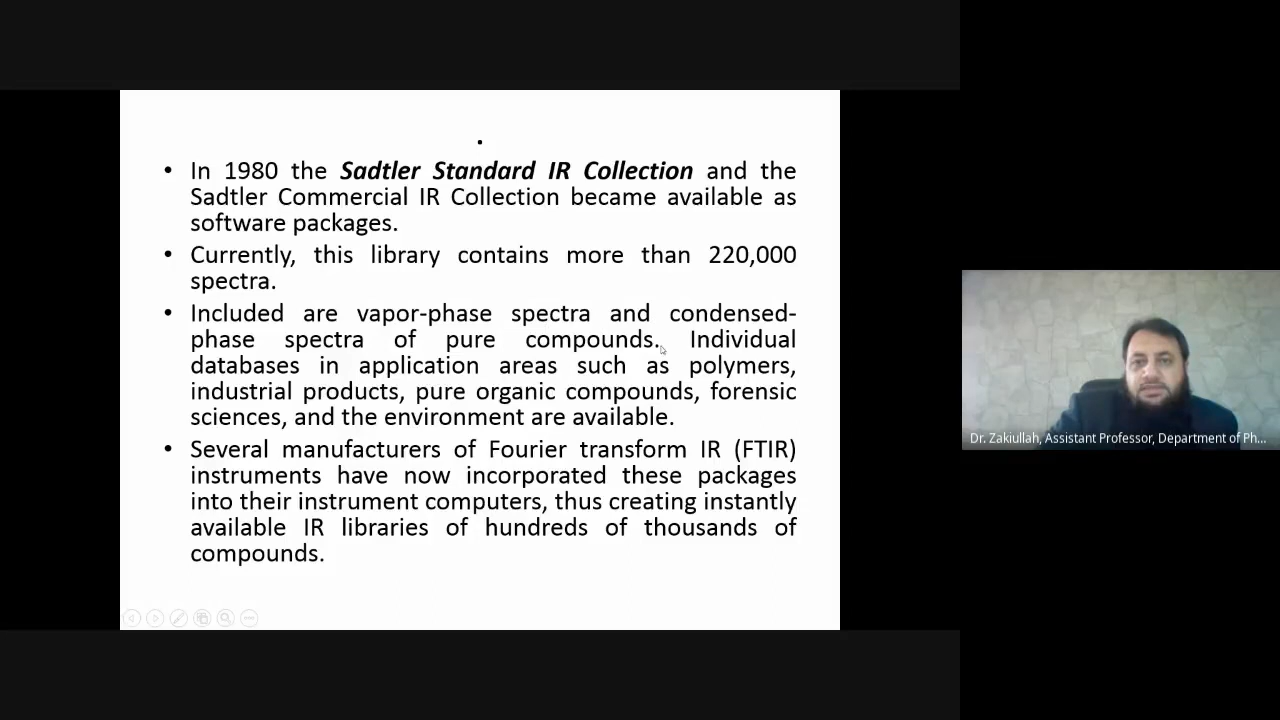 •
• In 1980 the Sadtler Standard IR Collection and the
Sadtler Commercial IR Collection became available as
software packages.
• Currently, this library contains more than 220,000
spectra.
• Included are vapor-phase spectra and condensed-
phase spectra of pure compounds. Individual
databases in application areas such as polymers,
industrial products, pure organic compounds, forensic
sciences, and the environment are available.
• Several manufacturers of Fourier transform IR (FTIR)
instruments have now incorporated these packages
into their instrument computers, thus creating instantly
available IR libraries of hundreds of thousands of
compounds.
Dr. Zakiullah, Assistant Professor, Department of Ph...